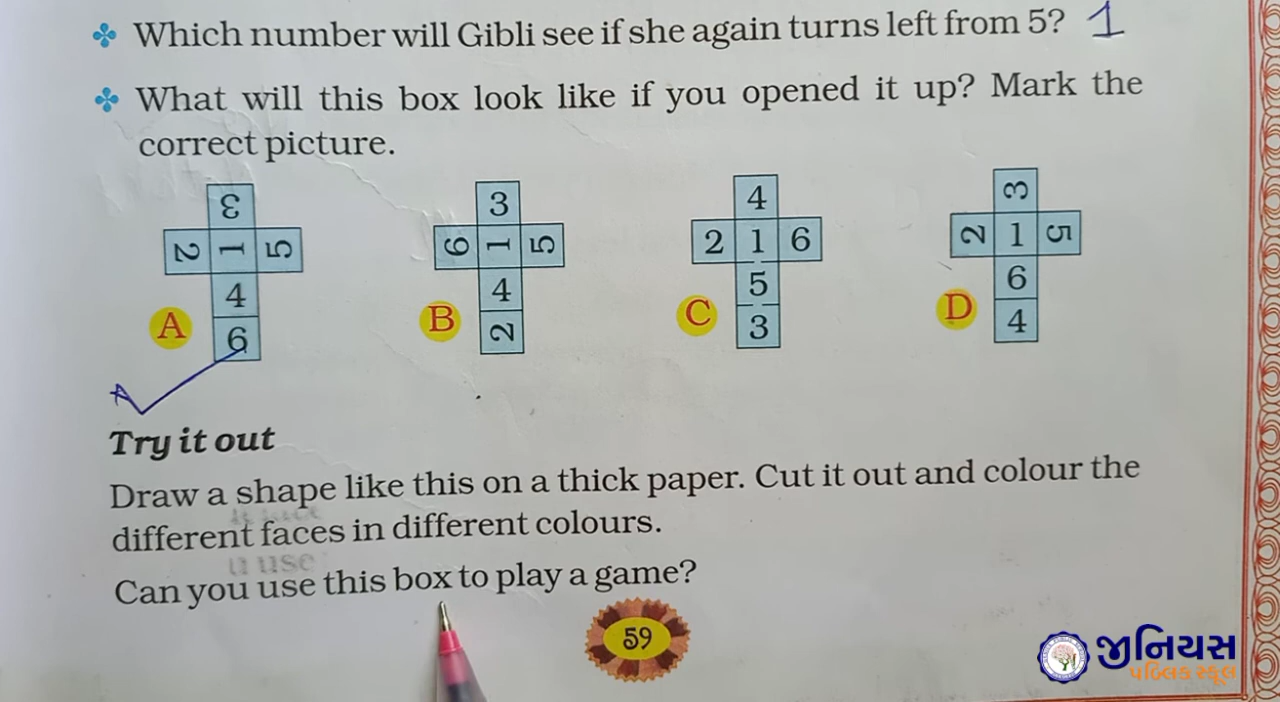 Which number will Gibli see if she again turns left from 5? 1
What will this box look like if you opened it up? Mark the
correct picture.
3
2 1 5
4
6
A
3
6 1 5
4
2
B
4
2 1 6
5
3
C
3
2 1 5
6
4
D
A
Try it out
Draw a shape like this on a thick paper. Cut it out and colour the
different faces in different colours.
Can you use this box to play a game?
59
જીનિયસ
પબ્લિક સ્કૂલ